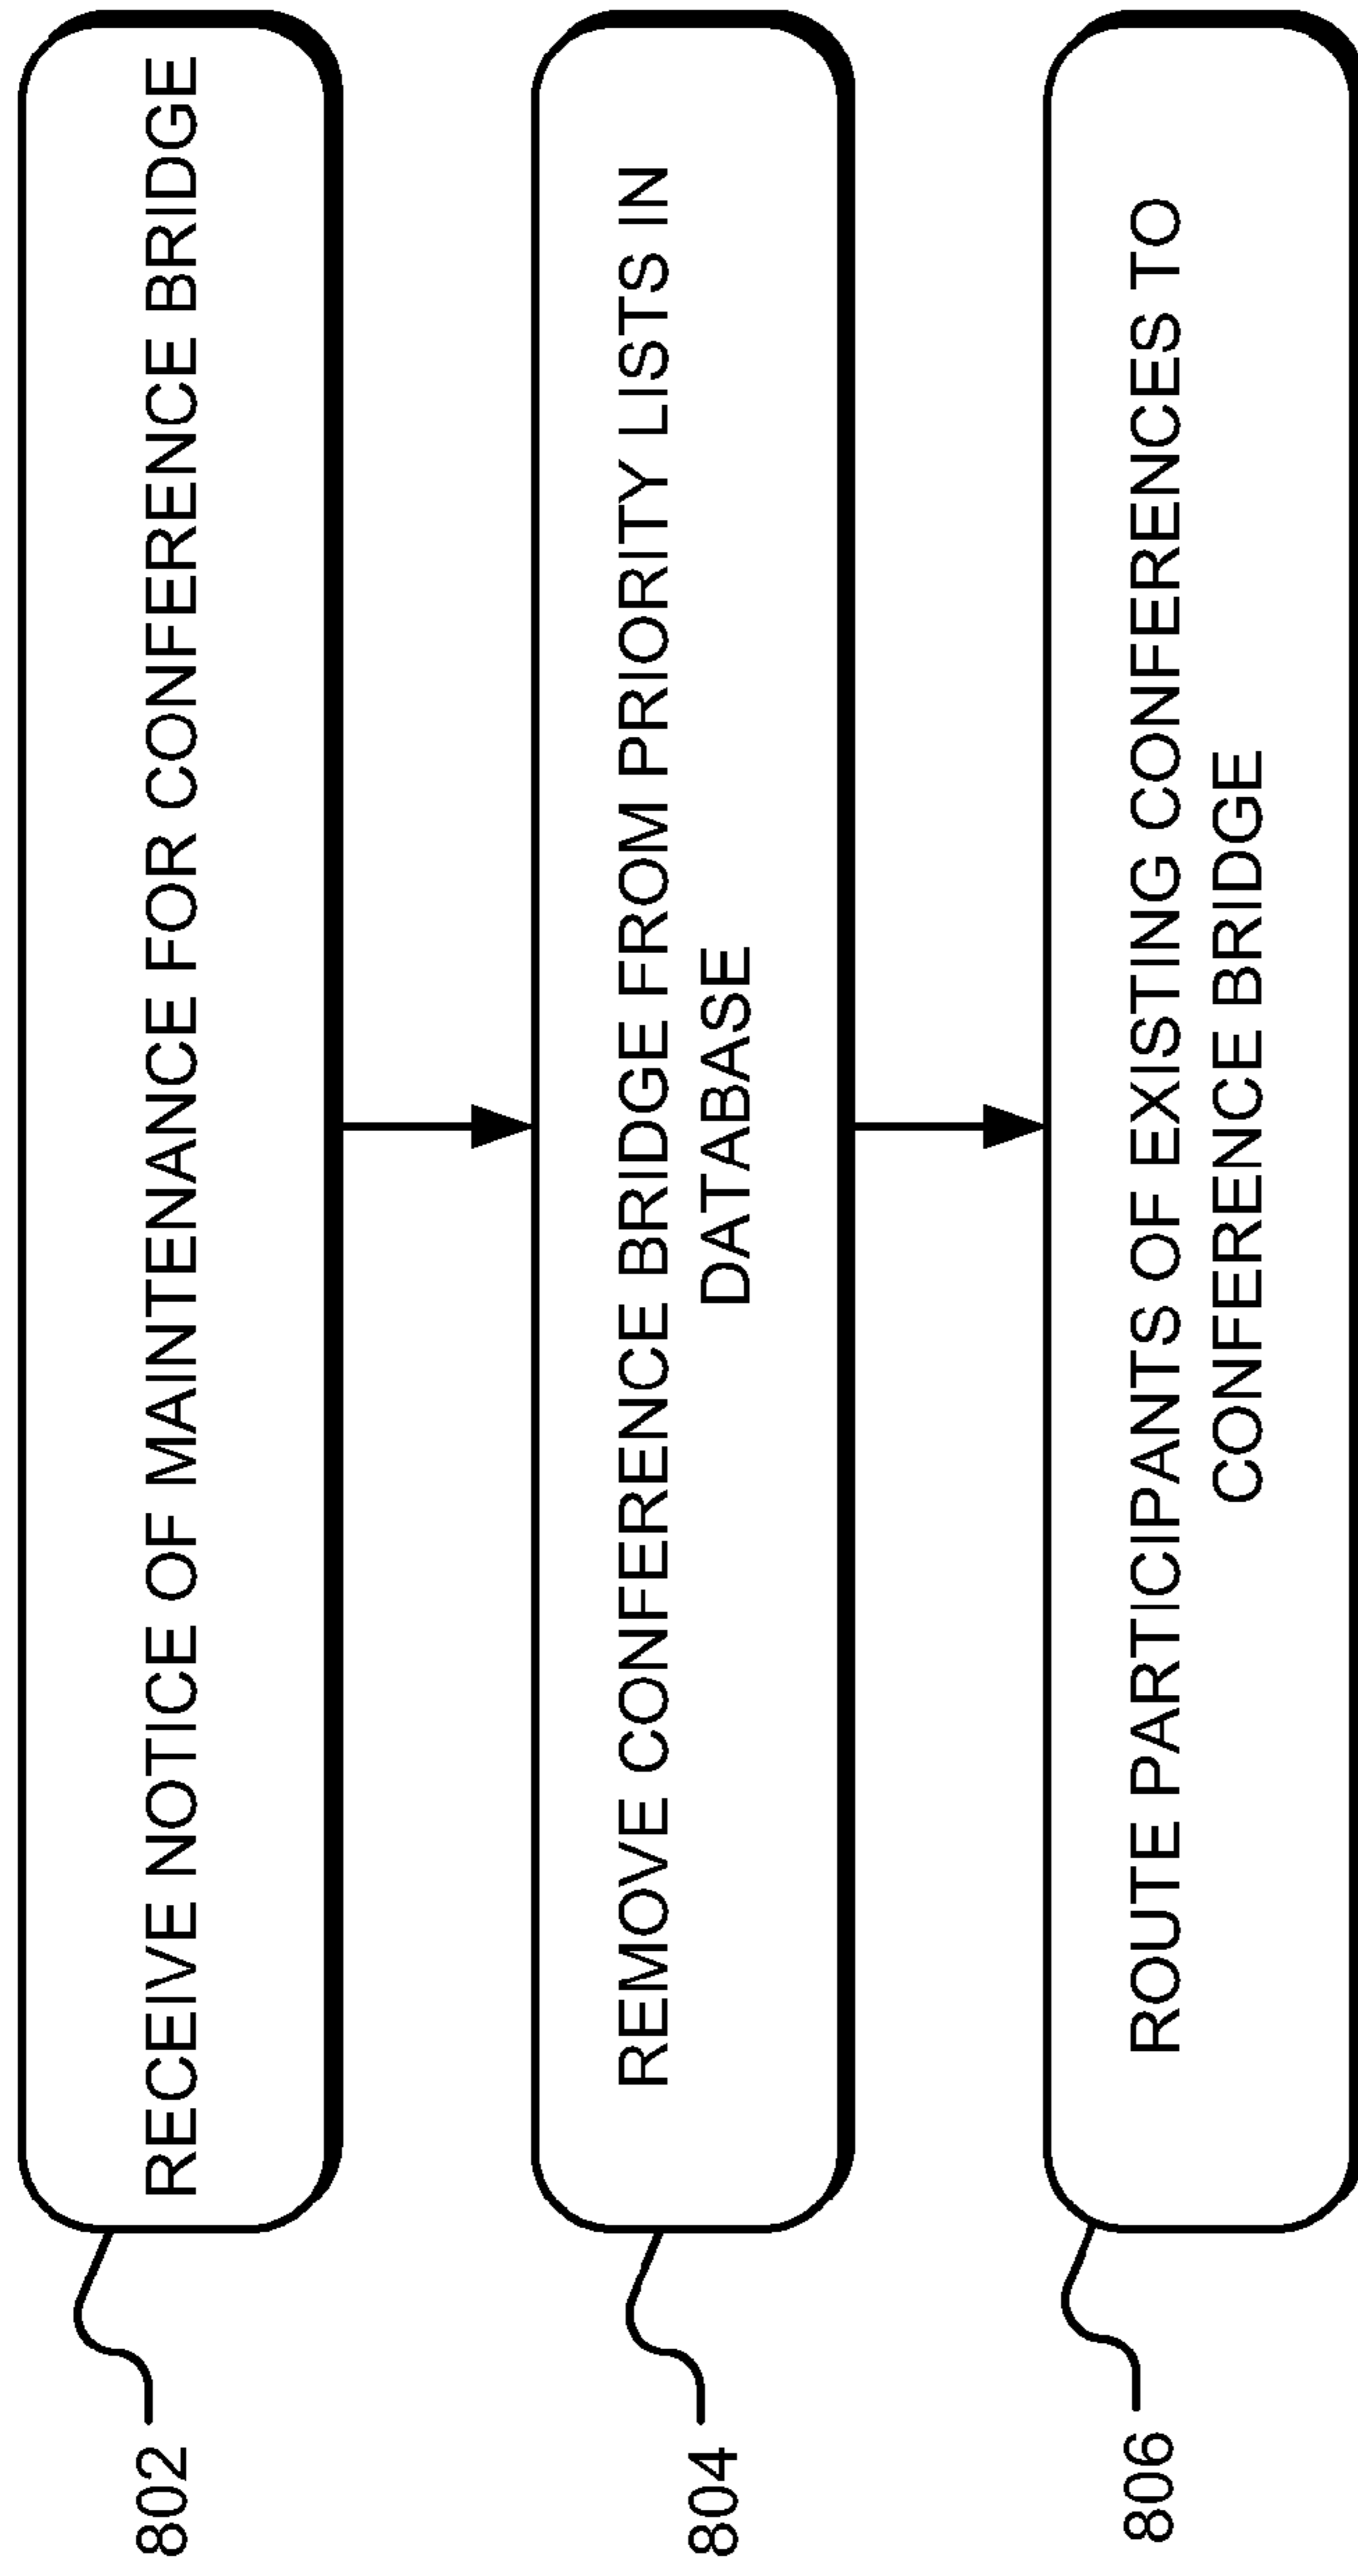 802
RECEIVE NOTICE OF MAINTENANCE FOR CONFERENCE BRIDGE
804
REMOVE CONFERENCE BRIDGE FROM PRIORITY LISTS IN
DATABASE
806
ROUTE PARTICIPANTS OF EXISTING CONFERENCES TO
CONFERENCE BRIDGE